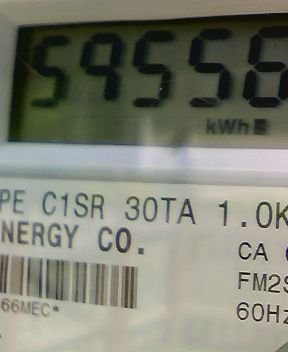 59556
kWh
PE C1SR 30TA 1.0K
NERGY CO.
CA
FM2S
66MEC*
60Hz